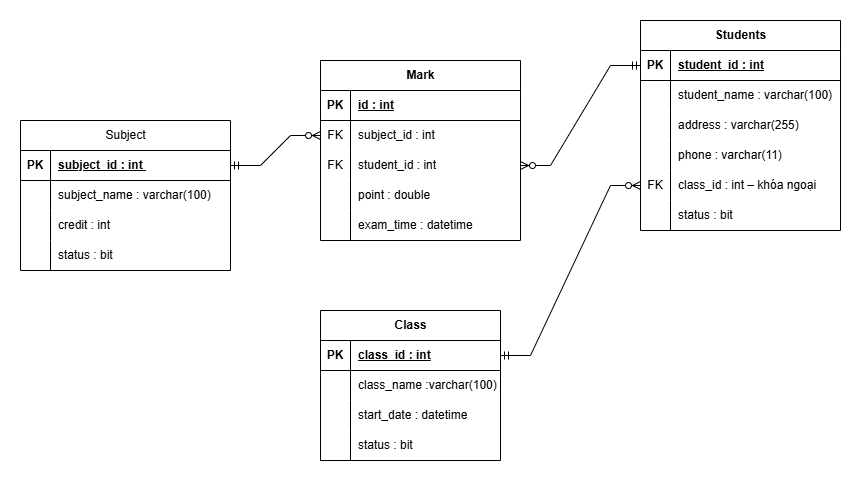 Subject
PK subject_id : int
subject_name : varchar(100)
credit : int
status : bit
Mark
PK id : int
FK subject_id : int
FK student_id : int
point : double
exam_time : datetime
Students
PK student_id : int
student_name : varchar(100)
address : varchar(255)
phone : varchar(11)
FK class_id : int – khóa ngoại
status : bit
Class
PK class_id : int
class_name :varchar(100)
start_date : datetime
status : bit